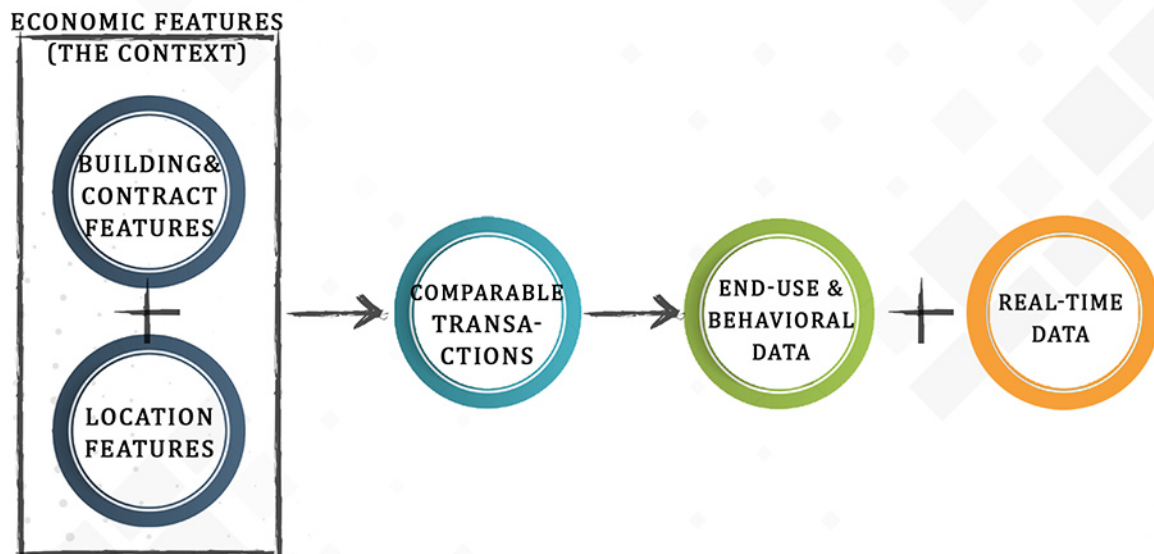 ECONOMIC FEATURES
(THE CONTEXT)
BUILDING&
CONTRACT
FEATURES
+
LOCATION
FEATURES
COMPARABLE
TRANSA-
CTIONS
END-USE &
BEHAVIORAL
DATA
+
REAL-TIME
DATA